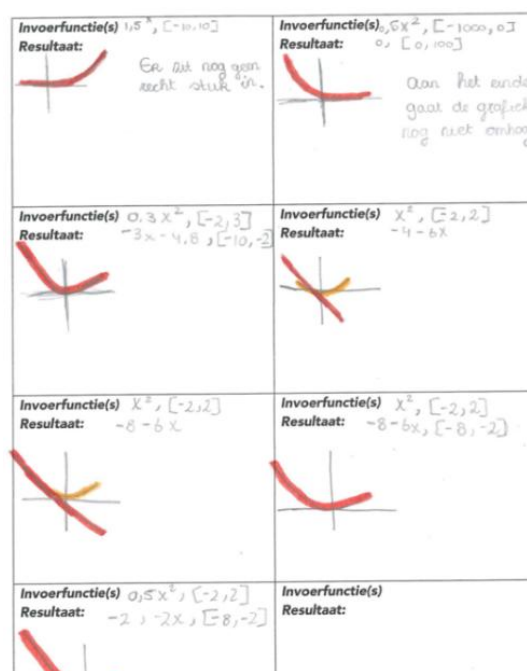 Invoerfunctie(s) 1,5ˣ, [-10,10]
Resultaat:
Er zit nog geen
recht stuk in.
Invoerfunctie(s) 0,5x², [-1000,0]
Resultaat: 0, [0,100]
Aan het einde
gaat de grafiek
nog niet omhoog
Invoerfunctie(s) 0.3x², [-2,3]
Resultaat: -3x-4,8, [-10,-2]
Invoerfunctie(s) x², [-2,2]
Resultaat: -4-6x
Invoerfunctie(s) x², [-2,2]
Resultaat: -8-6x
Invoerfunctie(s) x², [-2,2]
Resultaat: -8-6x, [-8,-2]
Invoerfunctie(s) 0,5x², [-2,2]
Resultaat: -2, -2x, [-8,-2]
Invoerfunctie(s)
Resultaat: